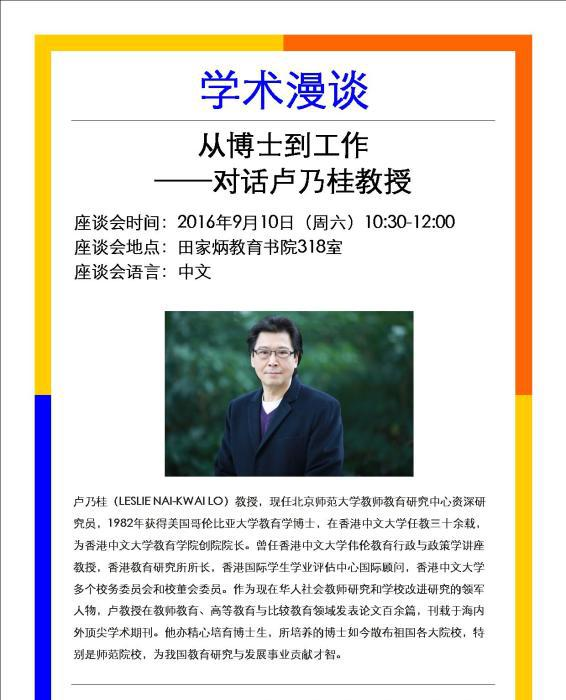 学术漫谈
从博士到工作
——对话卢乃桂教授
座谈会时间：2016年9月10日（周六）10:30-12:00
座谈会地点：田家炳教育书院318室
座谈会语言：中文
卢乃桂（LESLIE NAI-KWAI LO）教授，现任北京师范大学教师教育研究中心资深研
究员，1982年获得美国哥伦比亚大学教育学博士，在香港中文大学任教三十余载，
为香港中文大学教育学院创院院长。曾任香港中文大学伟伦教育行政与政策学讲座
教授，香港教育研究所所长，香港国际学生学业评估中心国际顾问，香港中文大学
多个校务委员会和校董会委员。作为现在华人社会教师研究和学校改进研究的领军
人物，卢教授在教师教育、高等教育与比较教育领域发表论文百余篇，刊载于海内
外顶尖学术期刊。他亦精心培育博士生，所培养的博士如今散布祖国各大院校，特
别是师范院校，为我国教育研究与发展事业贡献才智。